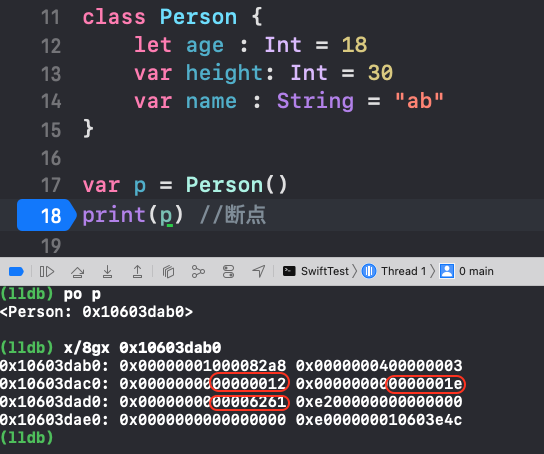 11 class Person {
12     let age : Int = 18
13     var height: Int = 30
14     var name : String = "ab"
15 }
16
17 var p = Person()
18 print(p) //断点
19
SwiftTest Thread 1 0 main
(lldb) po p
<Person: 0x10603dab0>

(lldb) x/8gx 0x10603dab0
0x10603dab0: 0x00000001000082a8 0x0000000400000003
0x10603dac0: 0x0000000000000012 0x000000000000001e
0x10603dad0: 0x0000000000006261 0xe200000000000000
0x10603dae0: 0x0000000000000000 0xe00000010603e4c
(lldb)